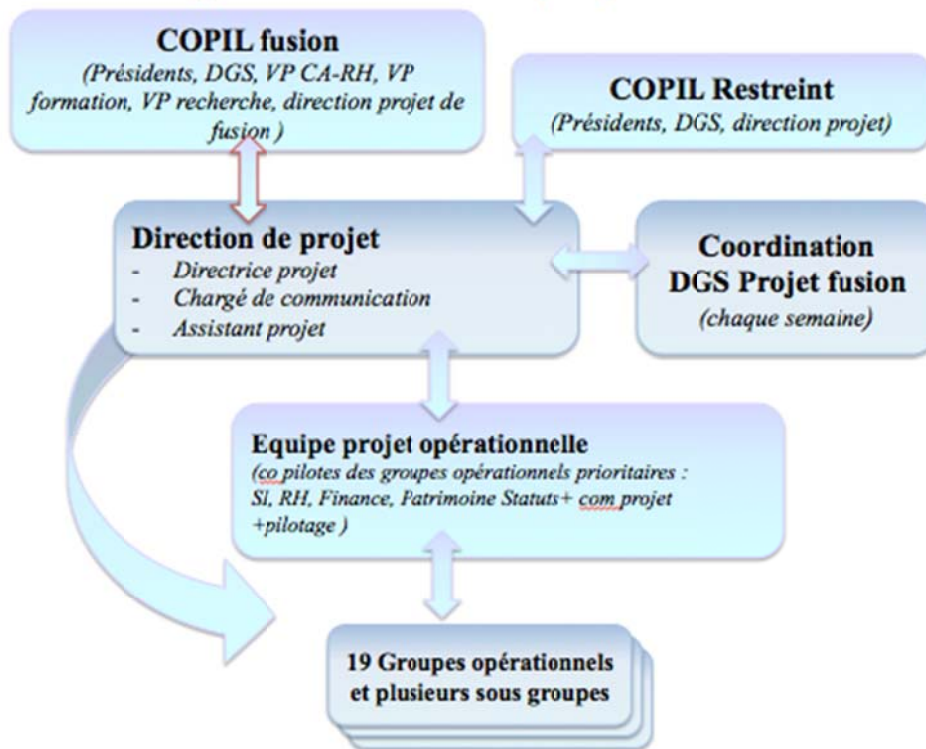 COPIL fusion
(Présidents, DGS, VP CA-RH, VP
formation, VP recherche, direction projet de
fusion )
COPIL Restreint
(Présidents, DGS, direction projet)
Direction de projet
- Directrice projet
- Chargé de communication
- Assistant projet
Coordination
DGS Projet fusion
(chaque semaine)
Equipe projet opérationnelle
(co pilotes des groupes opérationnels prioritaires :
SI, RH, Finance, Patrimoine Statuts+ com projet
+pilotage )
19 Groupes opérationnels
et plusieurs sous groupes